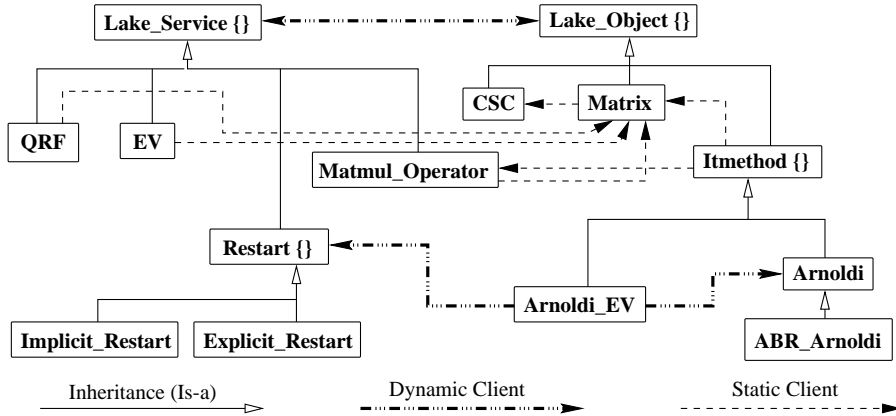 Lake_Service {}
Lake_Object {}
CSC
Matrix
QRF
EV
Matmul_Operator
Itmethod {}
Restart {}
Arnoldi
Arnoldi_EV
Implicit_Restart
Explicit_Restart
ABR_Arnoldi
Inheritance (Is-a)
Dynamic Client
Static Client